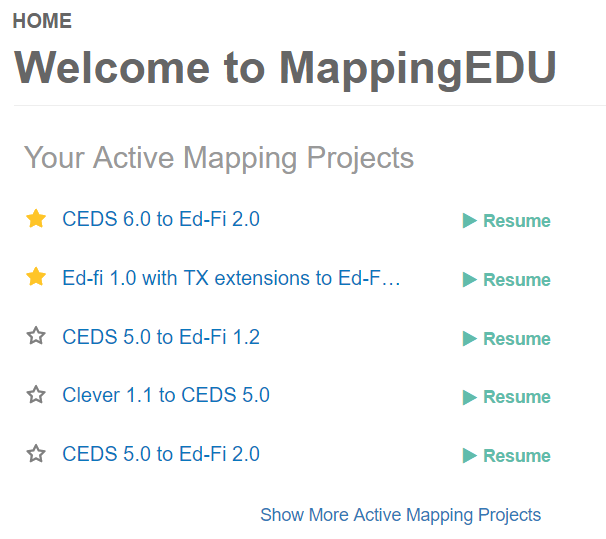 HOME
Welcome to MappingEDU
Your Active Mapping Projects
CEDS 6.0 to Ed-Fi 2.0 Resume
Ed-fi 1.0 with TX extensions to Ed-F… Resume
CEDS 5.0 to Ed-Fi 1.2 Resume
Clever 1.1 to CEDS 5.0 Resume
CEDS 5.0 to Ed-Fi 2.0 Resume
Show More Active Mapping Projects